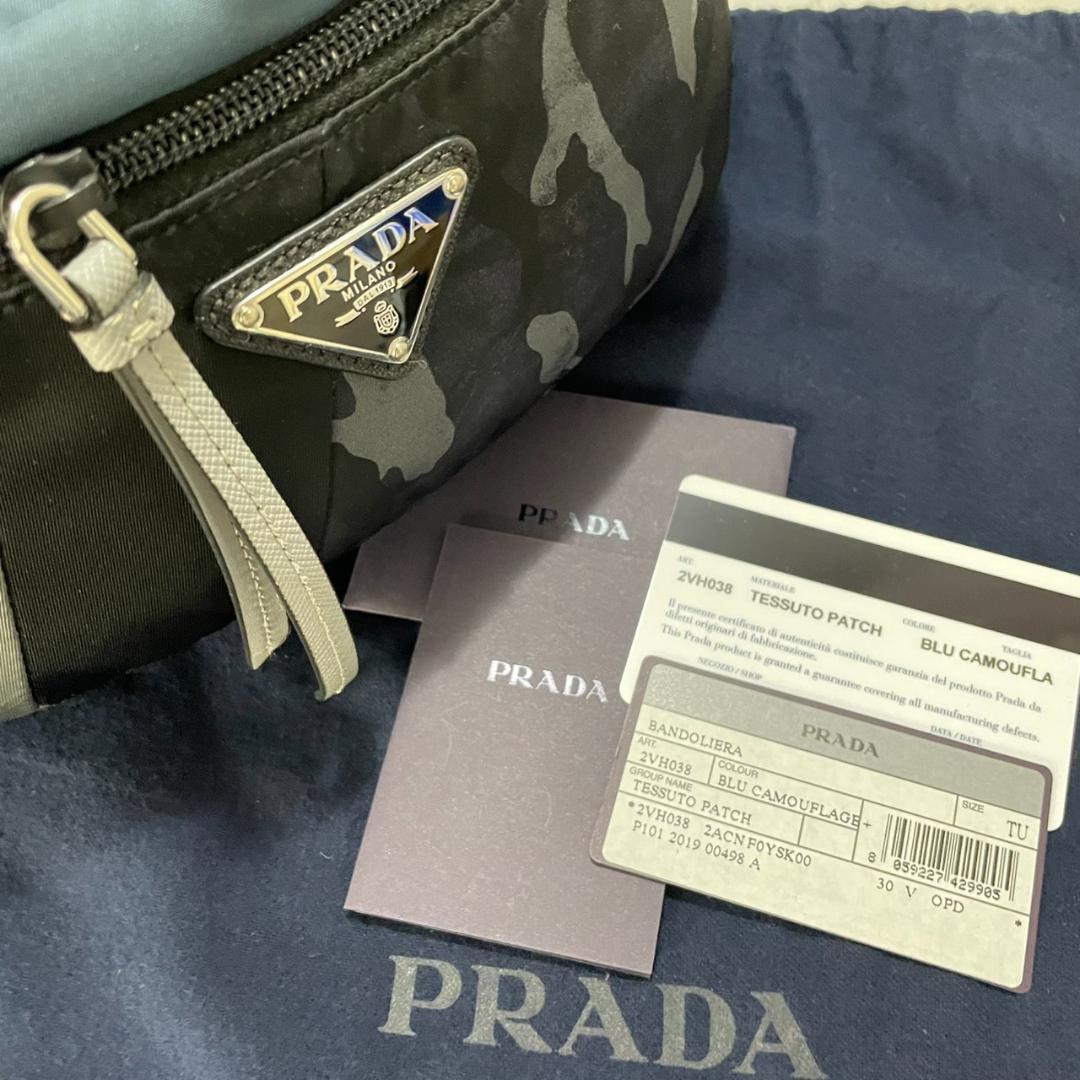 PRADA
MILANO
DAL 1913
PRADA
PRADA
ART.
2VH038
MATERIALE
TESSUTO PATCH
COLORE
BLU CAMOUFLA
TAGLIA
Il presente certificato di autenticità costituisce garanzia del prodotto Prada da
difetti originari di fabbricazione.
This Prada product is granted a guarantee covering all manufacturing defects.
NEGOZIO / SHOP
DATA / DATE
PRADA
BANDOLIERA
ART.
2VH038
COLOUR
BLU CAMOUFLAGE+
SIZE
TU
GROUP NAME
TESSUTO PATCH
*2VH038 2ACN F0YSK00
P101 2019 00498 A
8 059227 429905
30 V OPD
*
PRADA